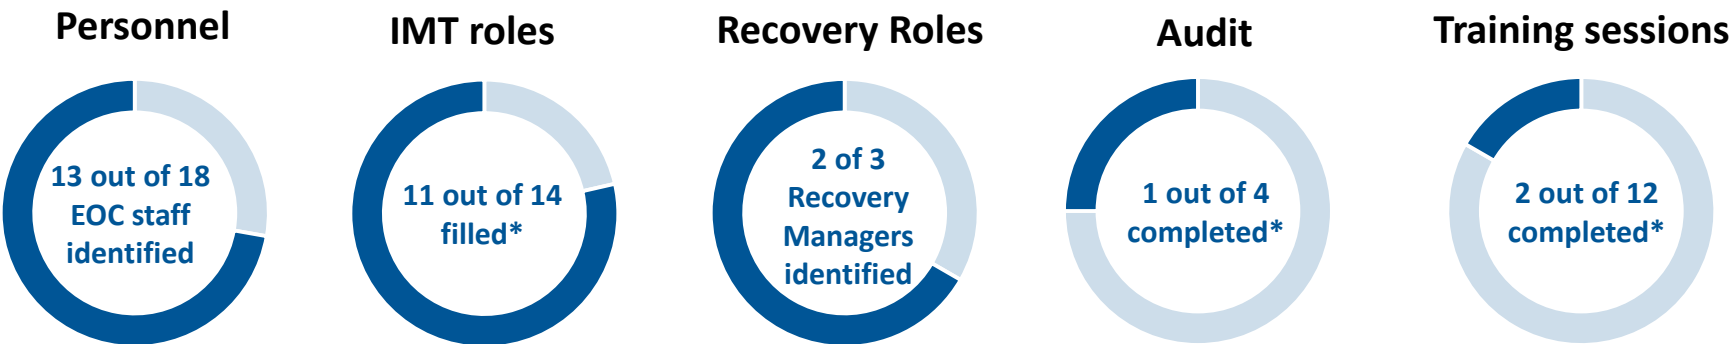 Personnel
IMT roles
Recovery Roles
Audit
Training sessions
13 out of 18
EOC staff
identified
11 out of 14
filled*
2 of 3
Recovery
Managers
identified
1 out of 4
completed*
2 out of 12
completed*